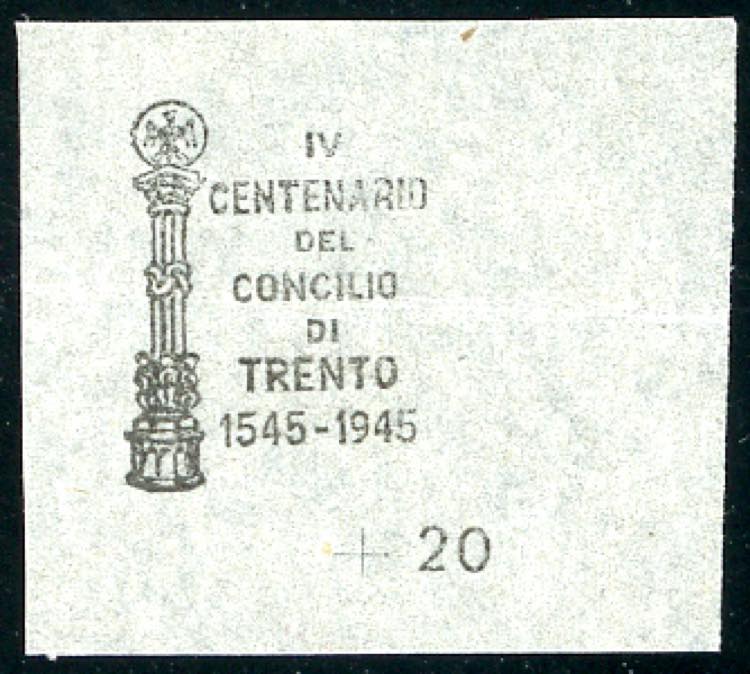 IV
CENTENARIO
DEL
CONCILIO
DI
TRENTO
1545-1945
+ 20